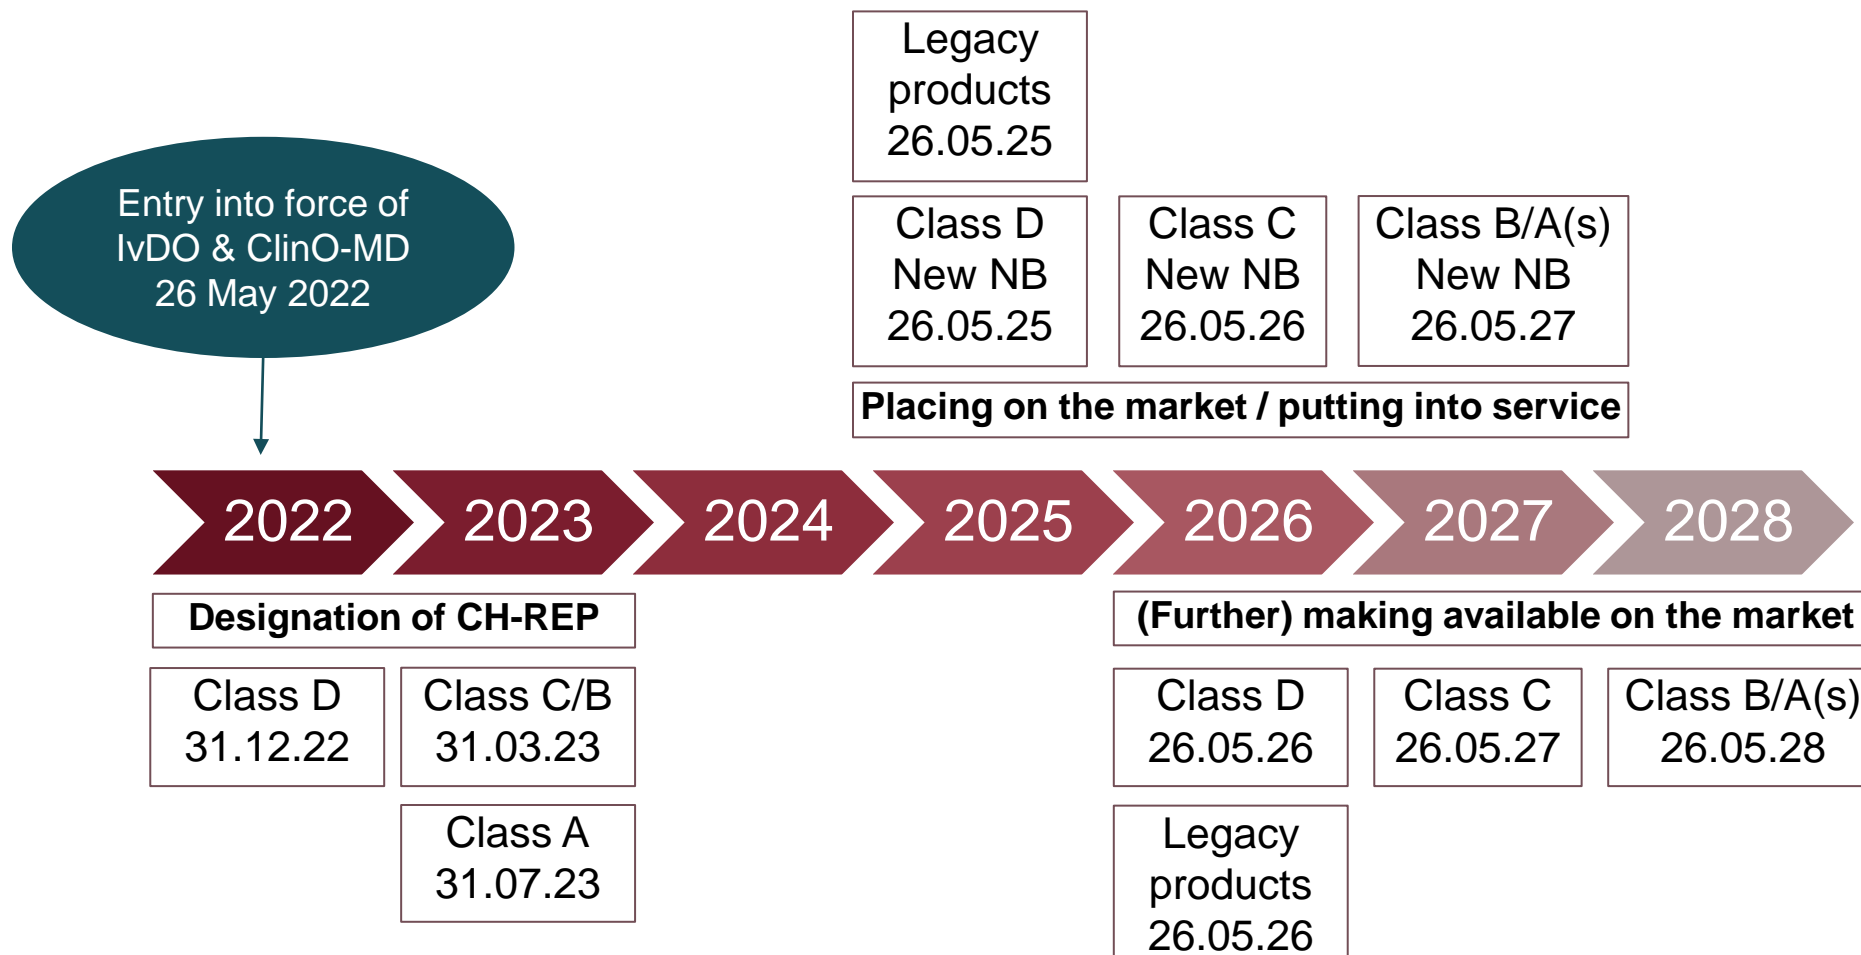 Legacy
products
26.05.25
Entry into force of
IvDO & ClinO-MD
26 May 2022
Class D
New NB
26.05.25
Class C
New NB
26.05.26
Class B/A(s)
New NB
26.05.27
Placing on the market / putting into service
2022
2023
2024
2025
2026
2027
2028
Designation of CH-REP
(Further) making available on the market
Class D
31.12.22
Class C/B
31.03.23
Class A
31.07.23
Class D
26.05.26
Class C
26.05.27
Class B/A(s)
26.05.28
Legacy
products
26.05.26